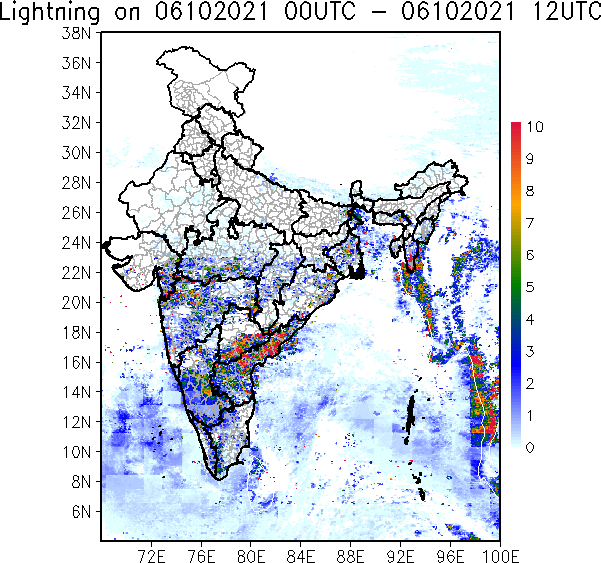 Lightning on 06102021 00UTC – 06102021 12UTC
38N
36N
34N
32N
30N
28N
26N
24N
22N
20N
18N
16N
14N
12N
10N
8N
6N
72E 76E 80E 84E 88E 92E 96E 100E
10
9
8
7
6
5
4
3
2
1
0